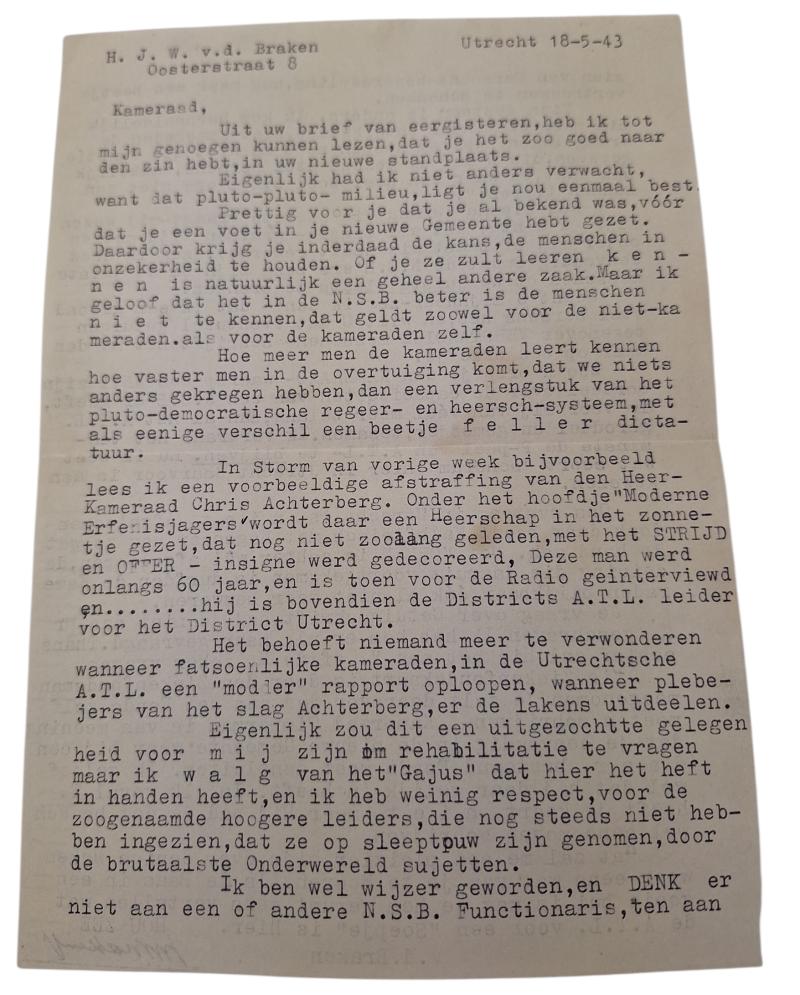 H. J. W. v.d. Braken
Utrecht 18-5-43
Oosterstraat 8
Kameraad,
Uit uw brief van eergisteren,heb ik tot
mijn genoegen kunnen lezen,dat je het zoo goed naar
den zin hebt,in uw nieuwe standplaats.
Eigenlijk had ik niet anders verwacht,
want dat pluto-pluto- milieu,ligt je nou eenmaal best.
Prettig voor je dat je al bekend was,vóór
dat je een voet in je nieuwe Gemeente hebt gezet.
Daardoor krijg je inderdaad de kans,de menschen in
onzekerheid te houden. Of je ze zult leeren k e n -
n e n is natuurlijk een geheel andere zaak.Maar ik
geloof dat het in de N.S.B. beter is de menschen
n i e t te kennen,dat geldt zoowel voor de niet-ka
meraden.als voor de kameraden zelf.
Hoe meer men de kameraden leert kennen
hoe vaster men in de overtuiging komt,dat we niets
anders gekregen hebben,dan een verlengstuk van het
pluto-democratische regeer- en heersch-systeem,met
als eenige verschil een beetje f e l l e r dicta-
tuur.
In Storm van vorige week bijvoorbeeld
lees ik een voorbeeldige afstraffing van den Heer-
Kameraad Chris Achterberg. Onder het hoofdje"Moderne
Erfenisjagers"wordt daar een Heerschap in het zonne-
tje gezet,dat nog niet zoolang geleden,met het STRIJD
en OFFER - insigne werd gedecoreerd, Deze man werd
onlangs 60 jaar,en is toen voor de Radio geinterviewd
en........hij is bovendien de Districts A.T.L. leider
voor het District Utrecht.
Het behoeft niemand meer te verwonderen
wanneer fatsoenlijke kameraden,in de Utrechtsche
A.T.L. een "modder" rapport oploopen, wanneer plebe-
jers van het slag Achterberg,er de lakens uitdeelen.
Eigenlijk zou dit een uitgezochtte gelegen
heid voor m i j zijn om rehabilitatie te vragen
maar ik w a l g van het"Gajus" dat hier het heft
in handen heeft,en ik heb weinig respect,voor de
zoogenaamde hoogere leiders,die nog steeds niet heb-
ben ingezien,dat ze op sleeptouw zijn genomen,door
de brutaalste Onderwereld sujetten.
Ik ben wel wijzer geworden,en DENK er
niet aan een of andere N.S.B. Functionaris,ten aan